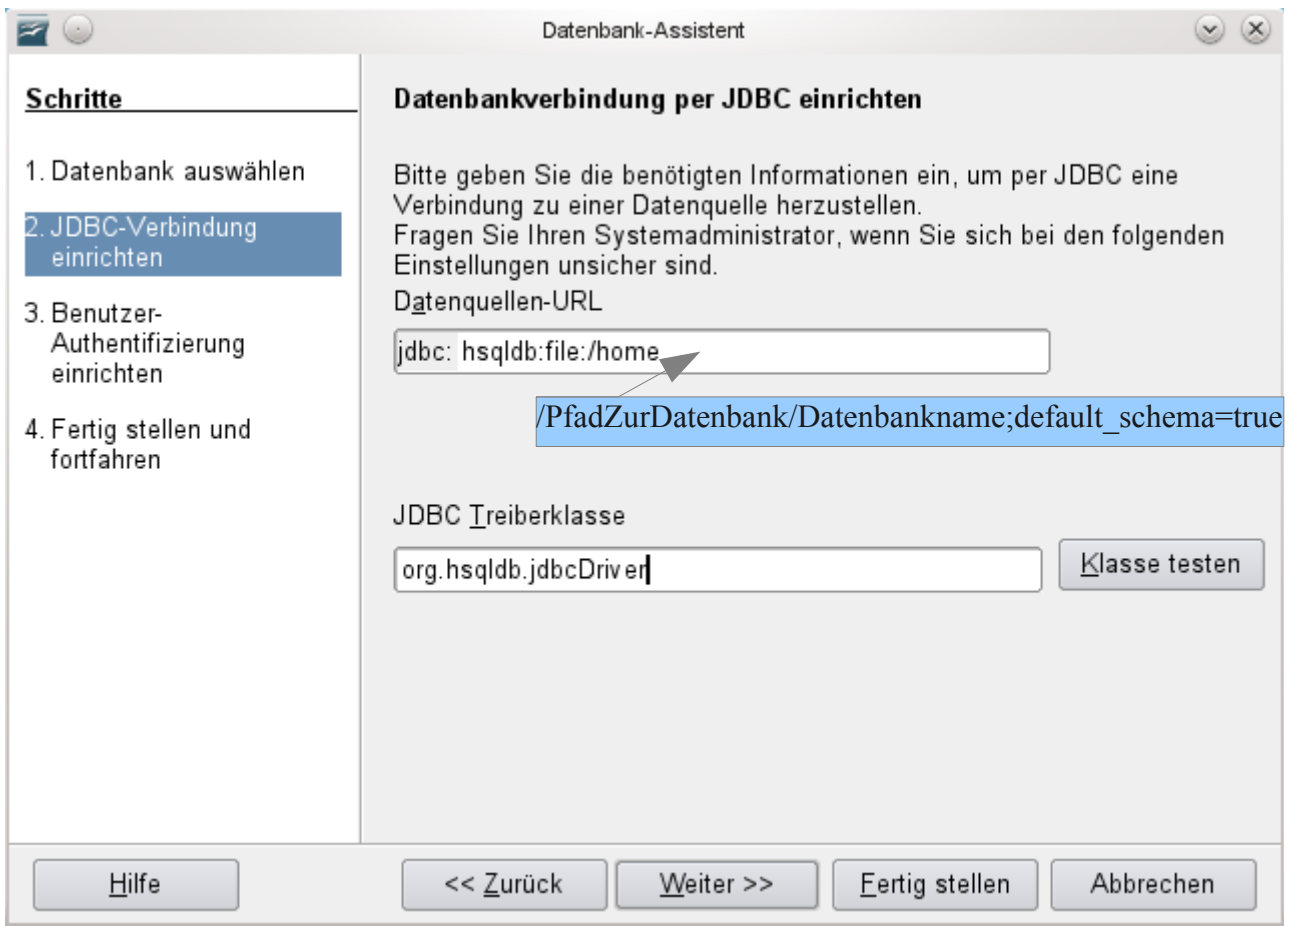 Datenbank-Assistent
Schritte
1. Datenbank auswählen
2. JDBC-Verbindung
einrichten
3. Benutzer-
Authentifizierung
einrichten
4. Fertig stellen und
fortfahren
Datenbankverbindung per JDBC einrichten
Bitte geben Sie die benötigten Informationen ein, um per JDBC eine
Verbindung zu einer Datenquelle herzustellen.
Fragen Sie Ihren Systemadministrator, wenn Sie sich bei den folgenden
Einstellungen unsicher sind.
Datenquellen-URL
jdbc: hsqldb:file:/home
/PfadZurDatenbank/Datenbankname;default_schema=true
JDBC Treiberklasse
org.hsqldb.jdbcDriver
Klasse testen
Hilfe
<< Zurück
Weiter >>
Fertig stellen
Abbrechen